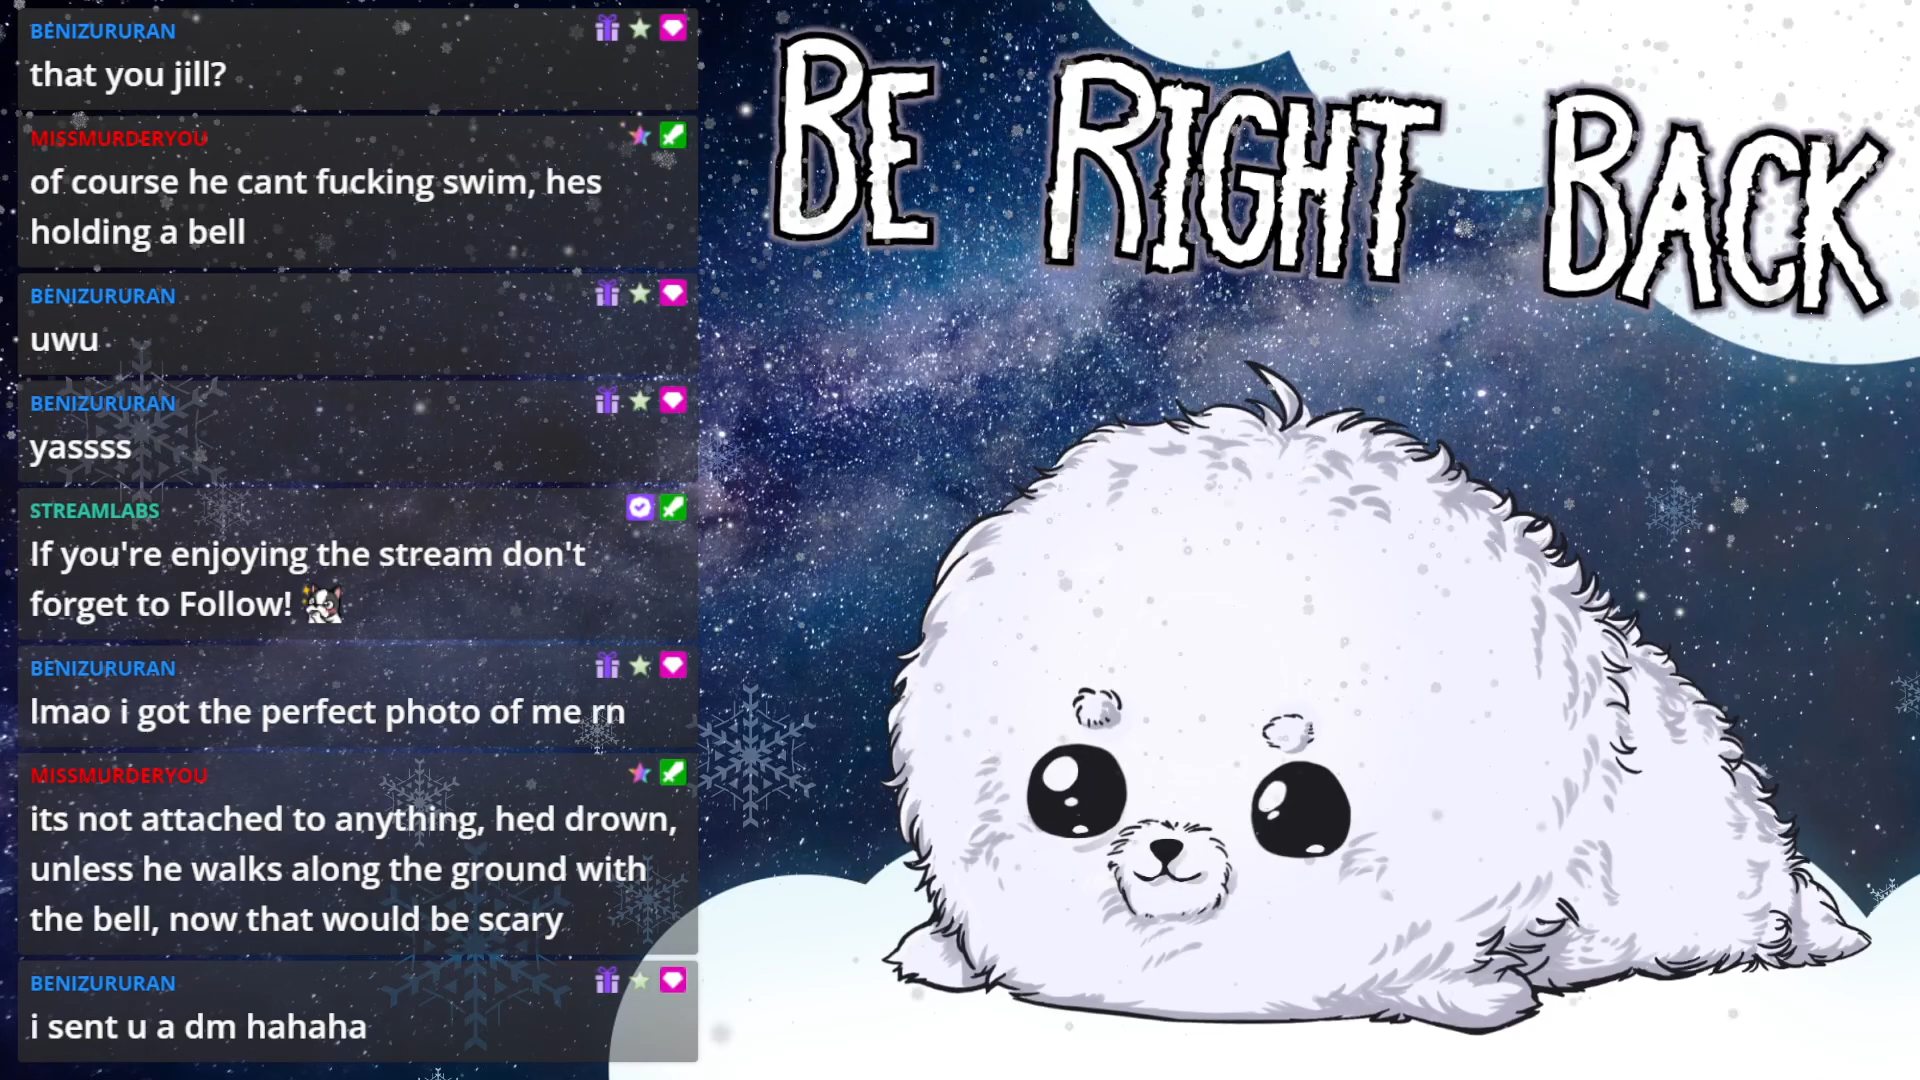 BENIZURURAN
that you jill?
MISSMURDERYOU
of course he cant fucking swim, hes
holding a bell
BENIZURURAN
uwu
BENIZURURAN
yassss
STREAMLABS
If you're enjoying the stream don't
forget to Follow!
BENIZURURAN
lmao i got the perfect photo of me rn
MISSMURDERYOU
its not attached to anything, hed drown,
unless he walks along the ground with
the bell, now that would be scary
BENIZURURAN
i sent u a dm hahaha
BE RIGHT BACK